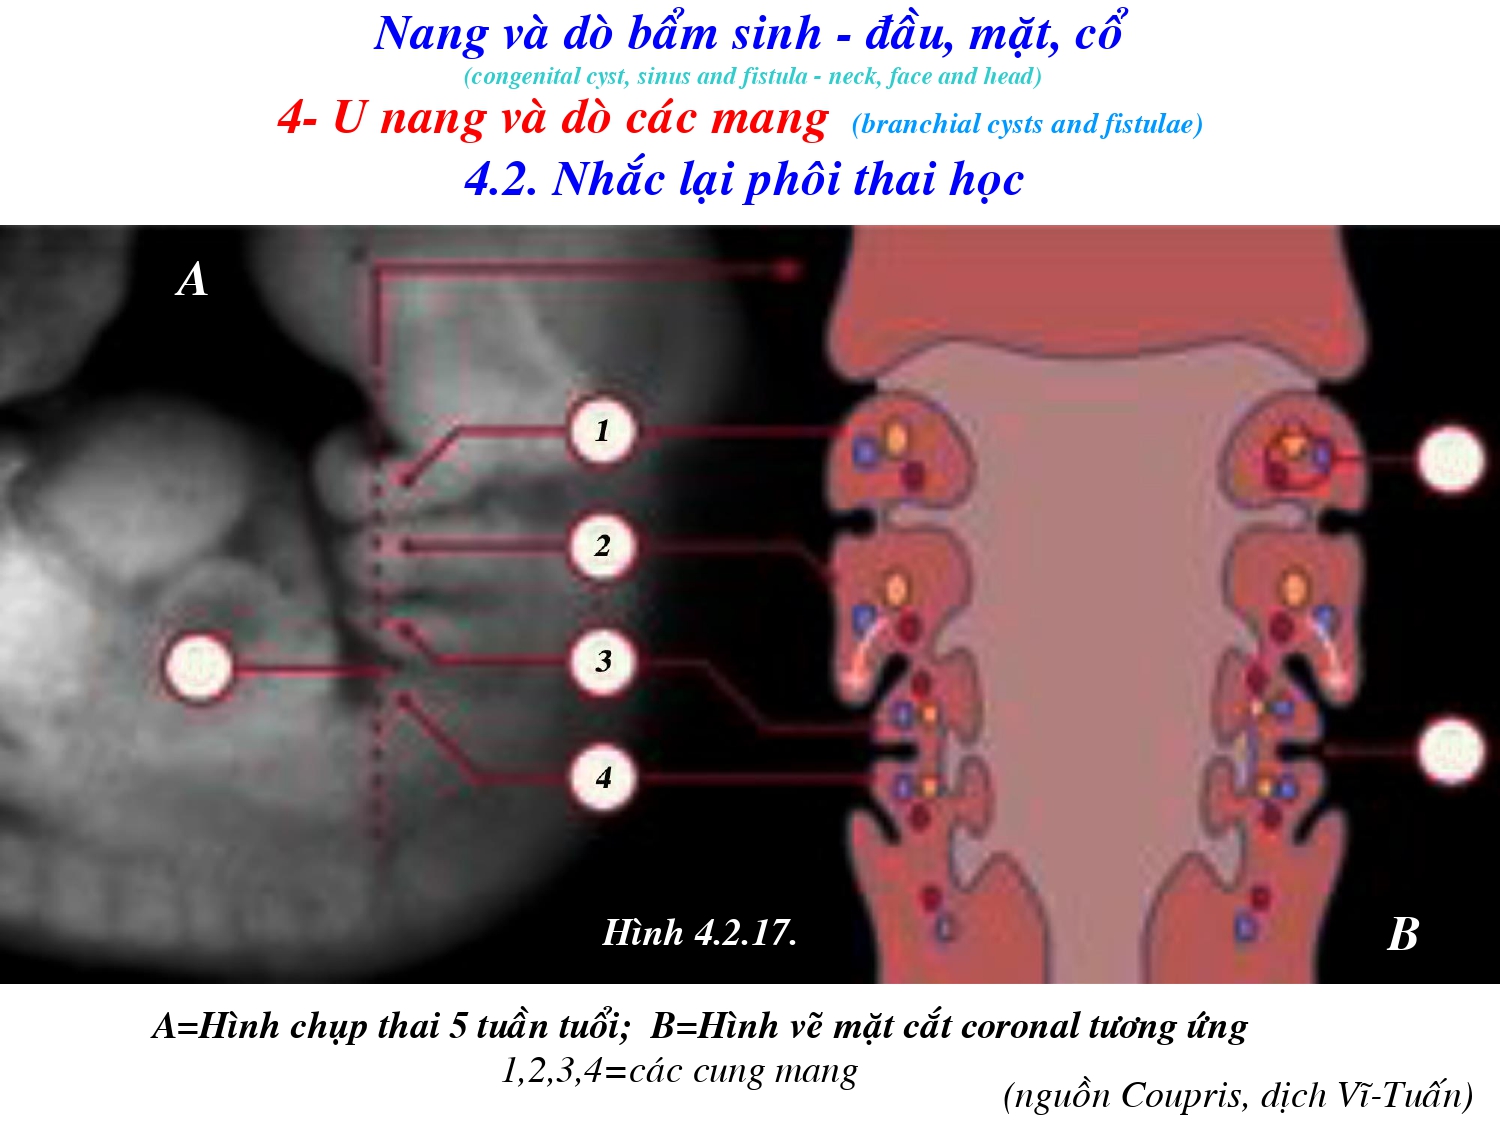 Nang và dò bẩm sinh - đầu, mặt, cổ
(congenital cyst, sinus and fistula - neck, face and head)
4- U nang và dò các mang (branchial cysts and fistulae)
4.2. Nhắc lại phôi thai học
A
1
2
3
4
Hình 4.2.17.
B
A=Hình chụp thai 5 tuần tuổi; B=Hình vẽ mặt cắt coronal tương ứng
1,2,3,4=các cung mang
(nguồn Coupris, dịch Vĩ-Tuấn)